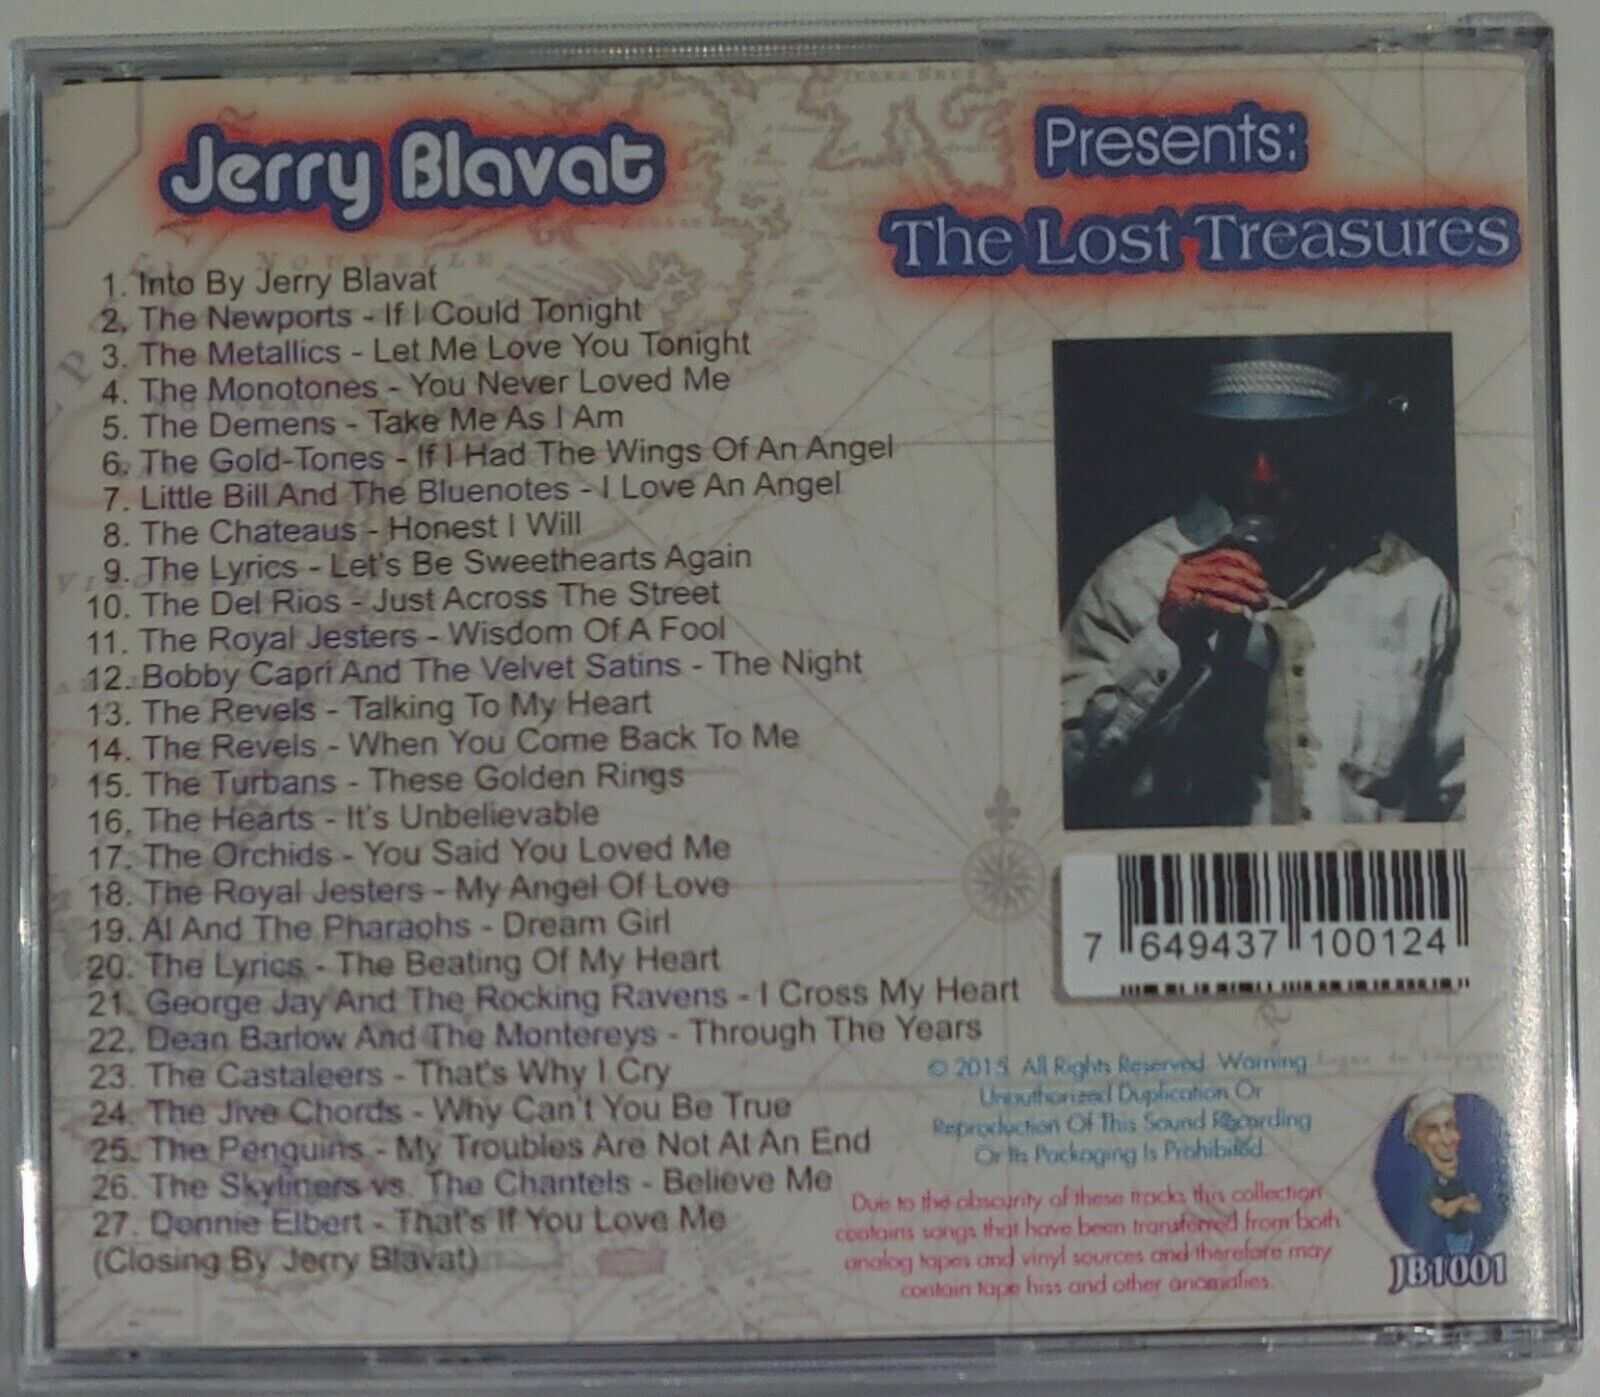 Jerry Blavat
Presents:
The Lost Treasures
1. Into By Jerry Blavat
2. The Newports - If I Could Tonight
3. The Metallics - Let Me Love You Tonight
4. The Monotones - You Never Loved Me
5. The Demens - Take Me As I Am
6. The Gold-Tones - If I Had The Wings Of An Angel
7. Little Bill And The Bluenotes - I Love An Angel
8. The Chateaus - Honest I Will
9. The Lyrics - Let's Be Sweethearts Again
10. The Del Rios - Just Across The Street
11. The Royal Jesters - Wisdom Of A Fool
12. Bobby Capri And The Velvet Satins - The Night
13. The Revels - Talking To My Heart
14. The Revels - When You Come Back To Me
15. The Turbans - These Golden Rings
16. The Hearts - It's Unbelievable
17. The Orchids - You Said You Loved Me
18. The Royal Jesters - My Angel Of Love
19. Al And The Pharaohs - Dream Girl
20. The Lyrics - The Beating Of My Heart
21. George Jay And The Rocking Ravens - I Cross My Heart
22. Dean Barlow And The Montereys - Through The Years
23. The Castaleers - That's Why I Cry
24. The Jive Chords - Why Can't You Be True
25. The Penguins - My Troubles Are Not At An End
26. The Skyliners vs. The Chantels - Believe Me
27. Donnie Elbert - That's If You Love Me
(Closing By Jerry Blavat)
7 649437 100124
© 2015 All Rights Reserved. Warning
Unauthorized Duplication Or
Reproduction Of This Sound Recording
Or Its Packaging Is Prohibited.
Due to the obscurity of these tracks this collection
contains songs that have been transferred from both
analog tapes and vinyl sources and therefore may
contain tape hiss and other anomalies.
JB1001